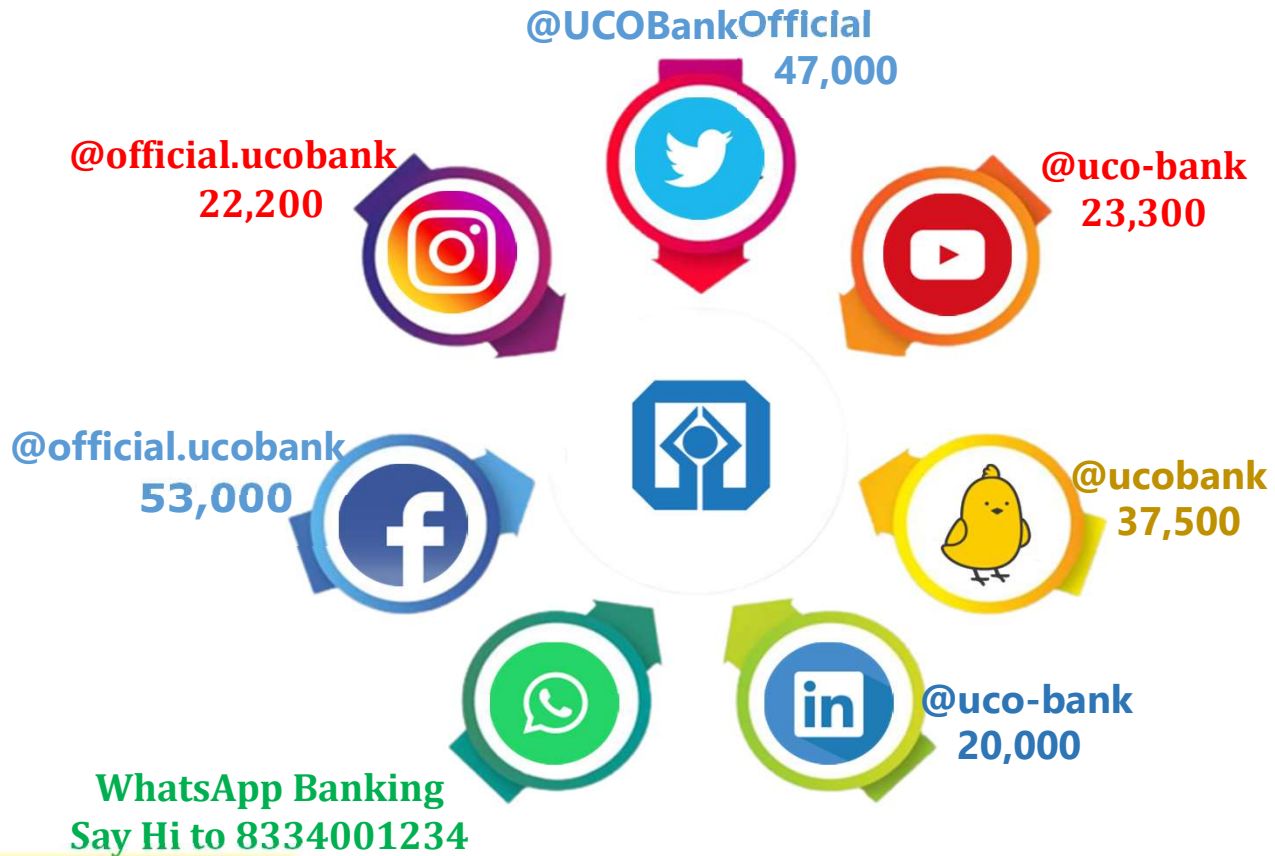 @UCOBankOfficial
47,000
@official.ucobank
22,200
@uco-bank
23,300
@official.ucobank
53,000
@ucobank
37,500
f
in
@uco-bank
20,000
WhatsApp Banking
Say Hi to 8334001234